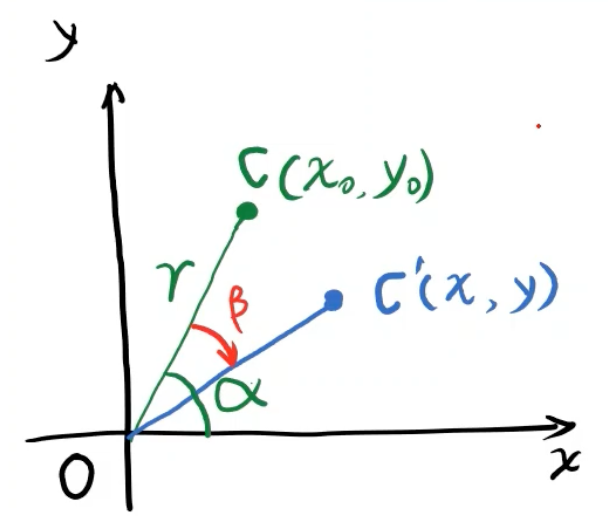 y
C(x₀, y₀)
r
β
C'(x, y)
α
O
x